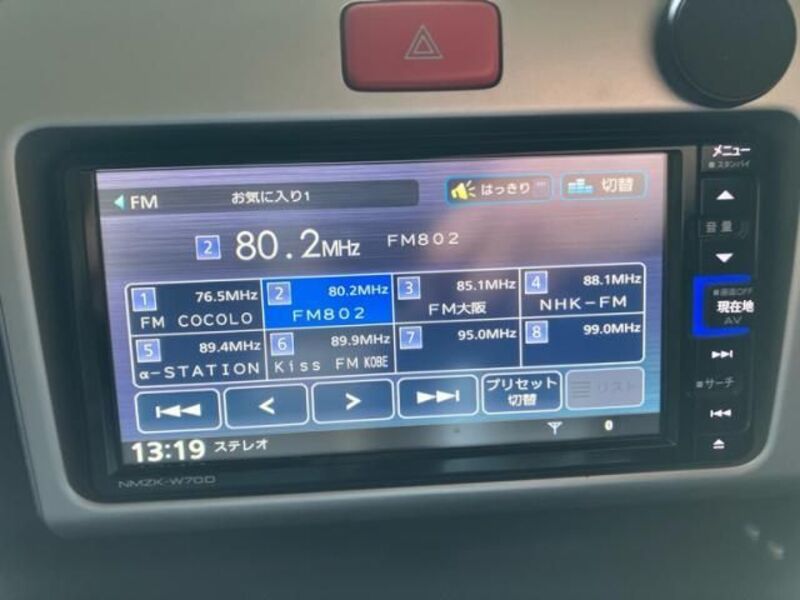 FM お気に入り1 はっきり 切替
2 80.2MHz FM802
1 76.5MHz FM COCOLO
2 80.2MHz FM802
3 85.1MHz FM大阪
4 88.1MHz NHK-FM
5 89.4MHz α-STATION
6 89.9MHz Kiss FM KOBE
7 95.0MHz
8 99.0MHz
プリセット
切替
リスト
13:19 ステレオ
NMZK-W70D
メニュー
スタンバイ
音量
画面OFF
現在地
AV
サーチ